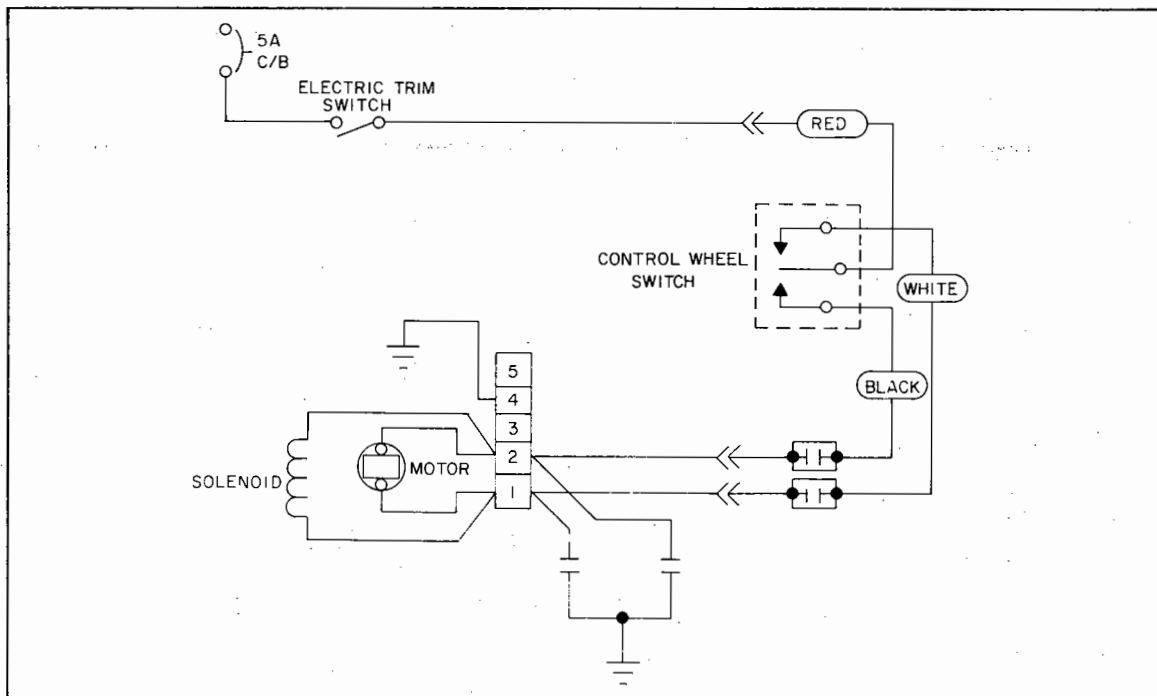 5A
C/B
ELECTRIC TRIM
SWITCH
RED
CONTROL WHEEL
SWITCH
WHITE
BLACK
5
4
3
2
1
MOTOR
SOLENOID